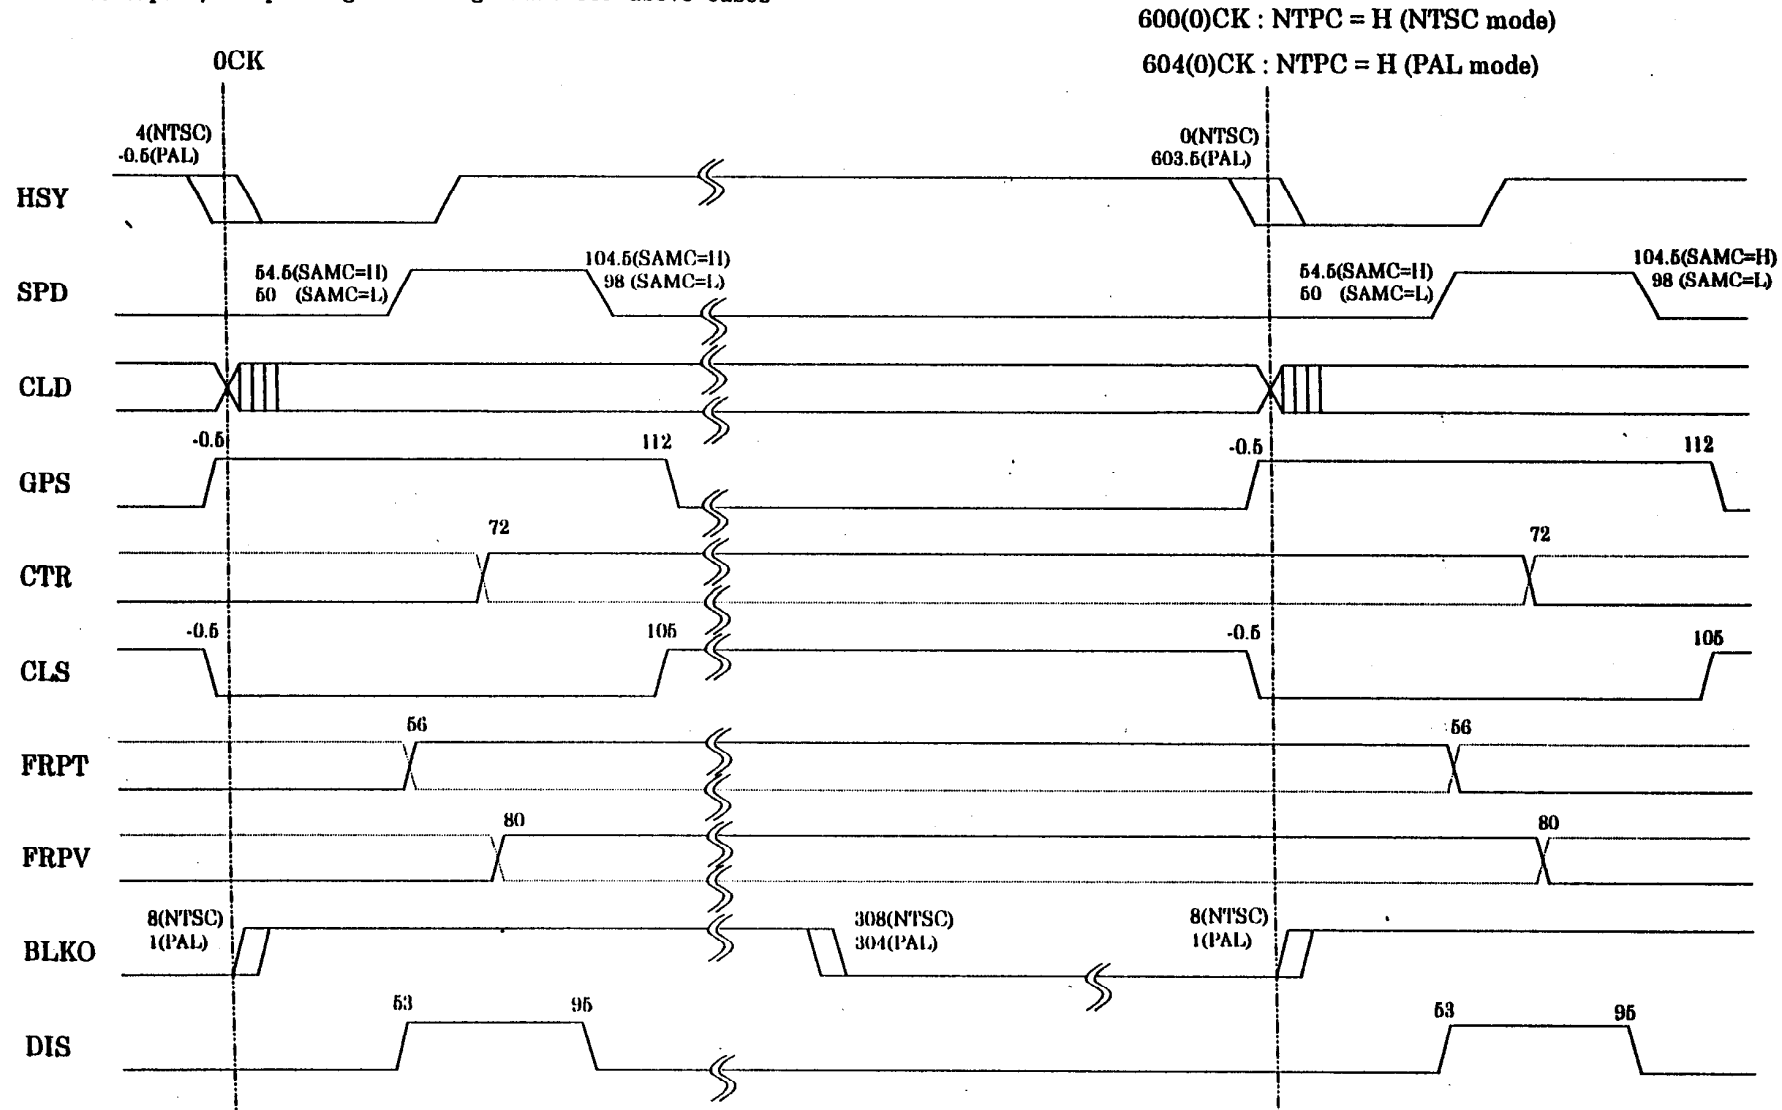 600(0)CK : NTPC = H (NTSC mode)
0CK
604(0)CK : NTPC = H (PAL mode)
4(NTSC)
-0.5(PAL)
0(NTSC)
603.5(PAL)
HSY
54.5(SAMC=H)
50 (SAMC=L)
104.5(SAMC=H)
98 (SAMC=L)
54.5(SAMC=H)
50 (SAMC=L)
104.5(SAMC=H)
98 (SAMC=L)
SPD
CLD
-0.5
112
-0.5
112
GPS
72
72
CTR
-0.5
105
-0.5
105
CLS
56
56
FRPT
80
80
FRPV
8(NTSC)
1(PAL)
308(NTSC)
304(PAL)
8(NTSC)
1(PAL)
BLKO
53
95
53
95
DIS